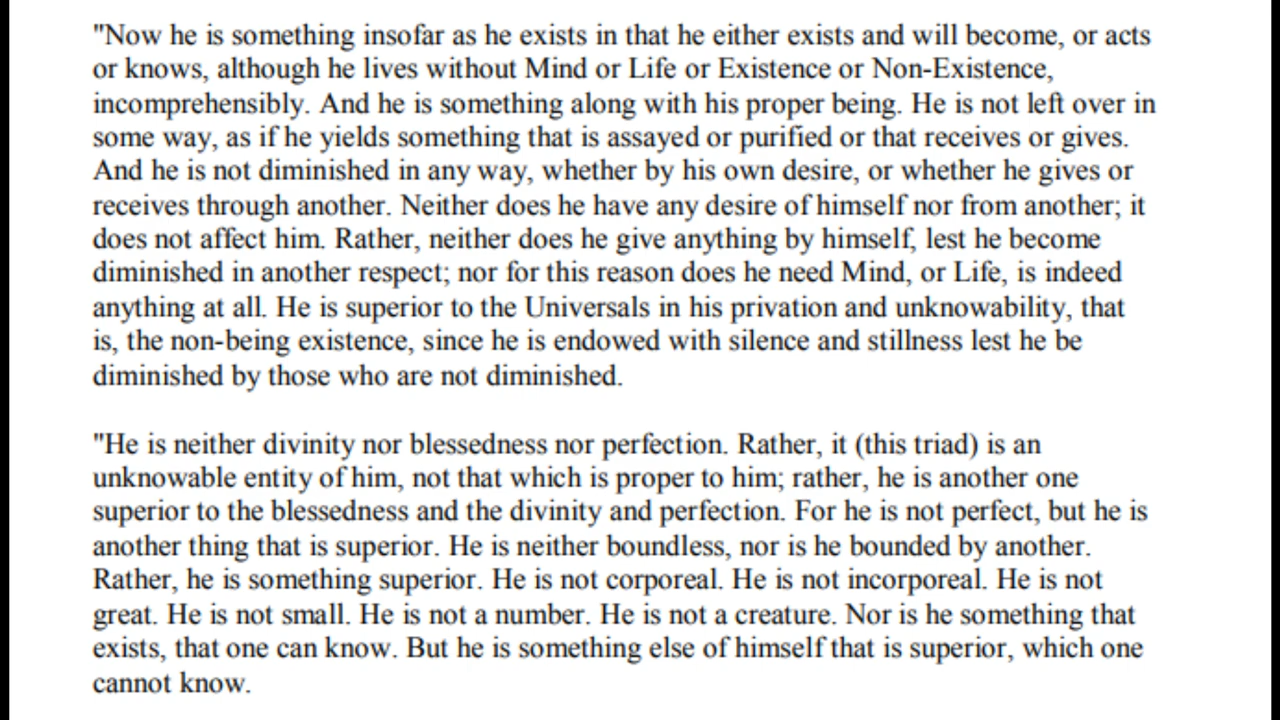 "Now he is something insofar as he exists in that he either exists and will become, or acts
or knows, although he lives without Mind or Life or Existence or Non-Existence,
incomprehensibly. And he is something along with his proper being. He is not left over in
some way, as if he yields something that is assayed or purified or that receives or gives.
And he is not diminished in any way, whether by his own desire, or whether he gives or
receives through another. Neither does he have any desire of himself nor from another; it
does not affect him. Rather, neither does he give anything by himself, lest he become
diminished in another respect; nor for this reason does he need Mind, or Life, is indeed
anything at all. He is superior to the Universals in his privation and unknowability, that
is, the non-being existence, since he is endowed with silence and stillness lest he be
diminished by those who are not diminished.
"He is neither divinity nor blessedness nor perfection. Rather, it (this triad) is an
unknowable entity of him, not that which is proper to him; rather, he is another one
superior to the blessedness and the divinity and perfection. For he is not perfect, but he is
another thing that is superior. He is neither boundless, nor is he bounded by another.
Rather, he is something superior. He is not corporeal. He is not incorporeal. He is not
great. He is not small. He is not a number. He is not a creature. Nor is he something that
exists, that one can know. But he is something else of himself that is superior, which one
cannot know.